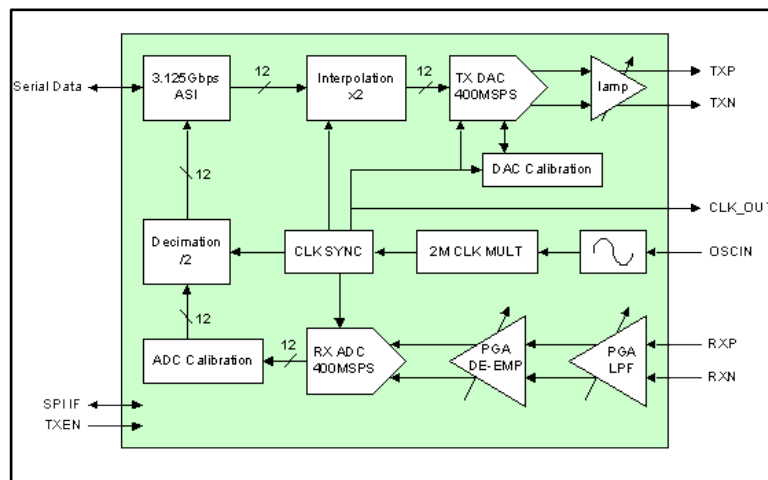 Serial Data
3.125Gbps
ASI
12
Interpolation
x2
12
TX DAC
400MSPS
Iamp
TXP
TXN
DAC Calibration
12
CLK_OUT
Decimation
/2
CLK SYNC
2M CLK MULT
OSCIN
12
ADC Calibration
12
RX ADC
400MSPS
PGA
DE-EMP
PGA
LPF
RXP
RXN
SPI IF
TXEN